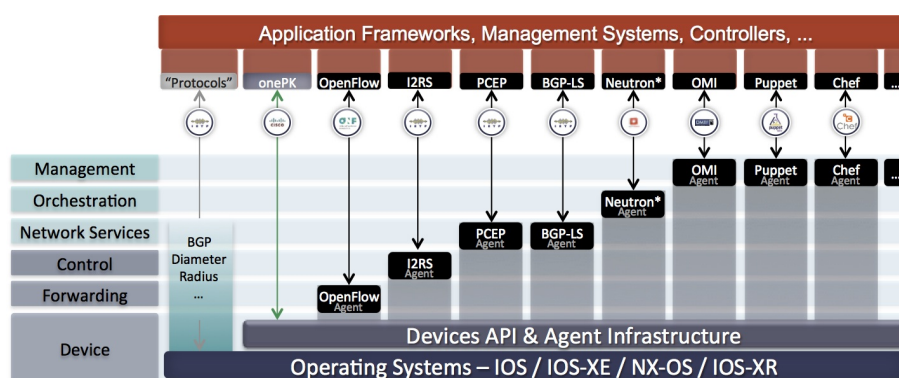 Application Frameworks, Management Systems, Controllers, ...
“Protocols” onePK OpenFlow I2RS PCEP BGP-LS Neutron* OMI Puppet Chef ...
I E T F CISCO I E T F I E T F I E T F Chef
Management OMI Puppet Chef ...
Agent Agent Agent
Orchestration Neutron*
Agent
Network Services PCEP BGP-LS
Agent Agent
BGP
Diameter
Radius
...
Control I2RS
Agent
Forwarding OpenFlow
Agent
Device
Devices API & Agent Infrastructure
Operating Systems – IOS / IOS-XE / NX-OS / IOS-XR